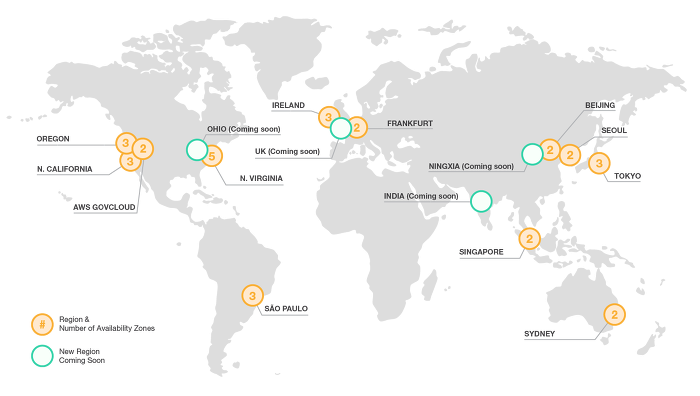 IRELAND
BEIJING
FRANKFURT
OHIO (Coming soon)
SEOUL
OREGON
UK (Coming soon)
NINGXIA (Coming soon)
N. CALIFORNIA
N. VIRGINIA
TOKYO
INDIA (Coming soon)
AWS GOVCLOUD
SINGAPORE
SÃO PAULO
SYDNEY
3
2
3
5
3
2
2
2
3
2
3
2
# Region &
Number of Availability Zones
New Region
Coming Soon